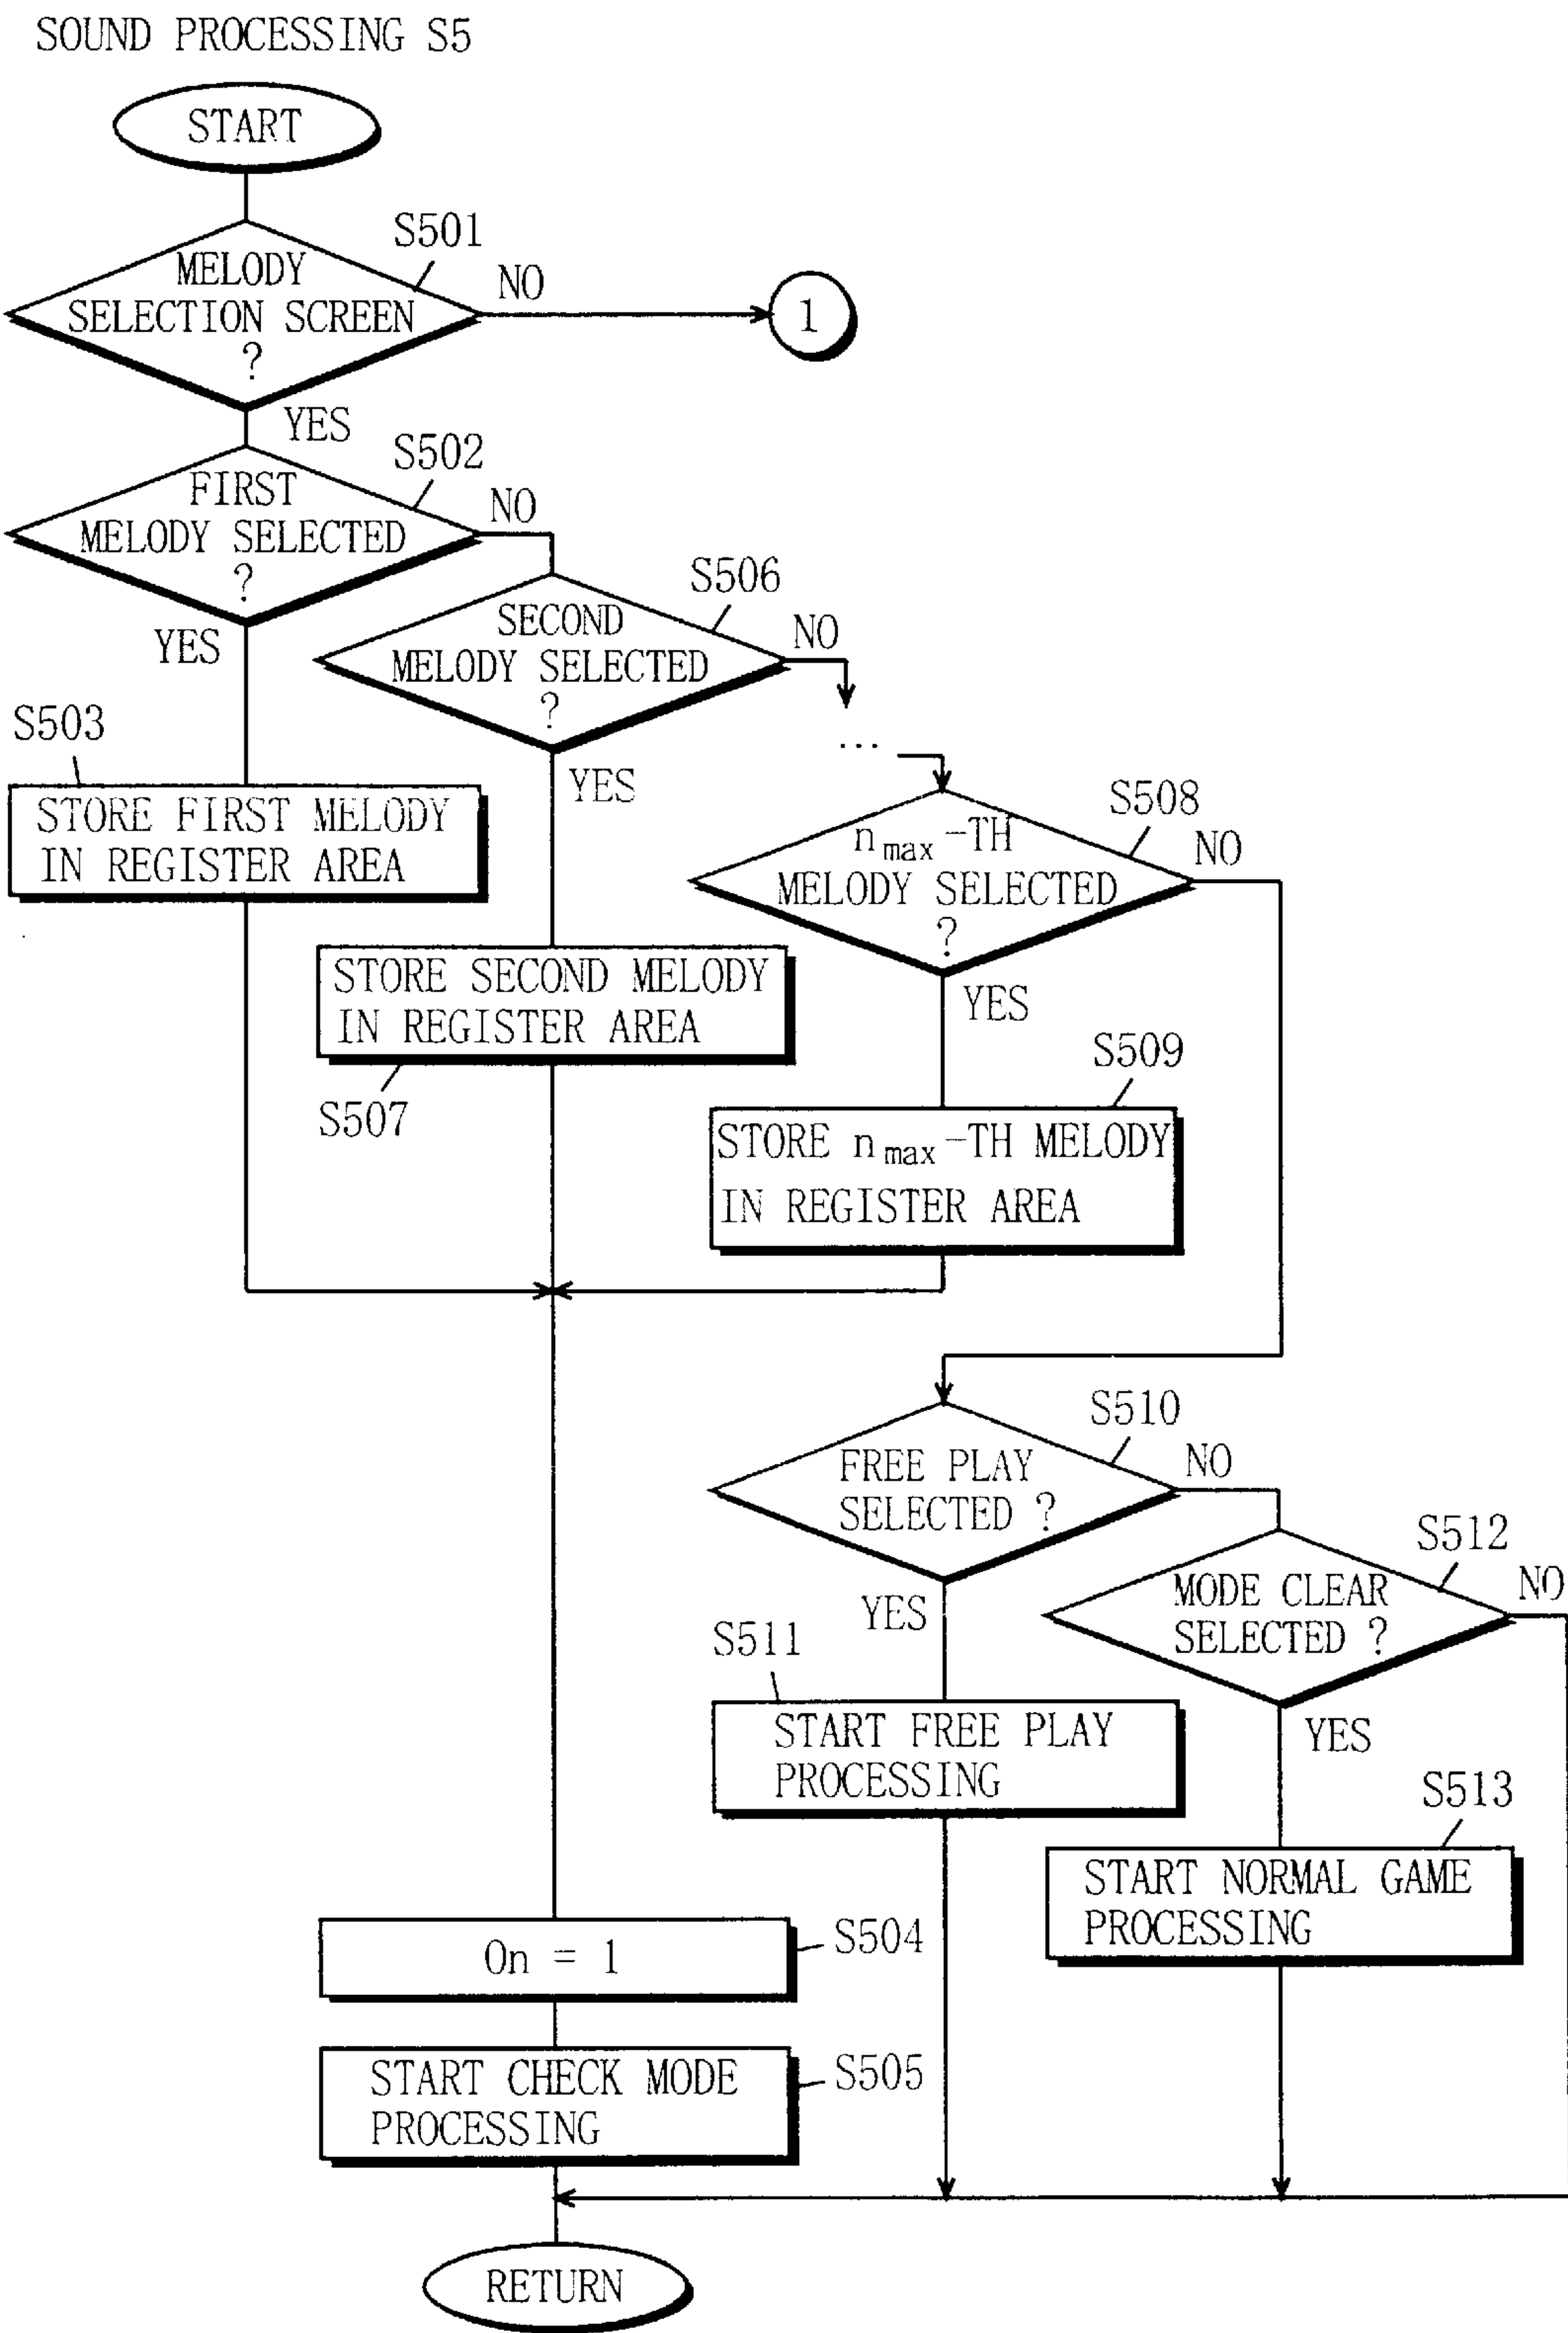 SOUND PROCESSING S5
START
S501
MELODY
SELECTION SCREEN
?
NO
1
YES
S502
FIRST
MELODY SELECTED
?
NO
YES
S506
SECOND
MELODY SELECTED
?
NO
YES
...
S503
STORE FIRST MELODY
IN REGISTER AREA
S508
n max -TH
MELODY SELECTED
?
NO
YES
STORE SECOND MELODY
IN REGISTER AREA
S507
S509
STORE n max -TH MELODY
IN REGISTER AREA
S510
FREE PLAY
SELECTED ?
NO
YES
S512
MODE CLEAR
SELECTED ?
NO
YES
S511
START FREE PLAY
PROCESSING
S513
START NORMAL GAME
PROCESSING
On = 1
S504
START CHECK MODE
PROCESSING
S505
RETURN